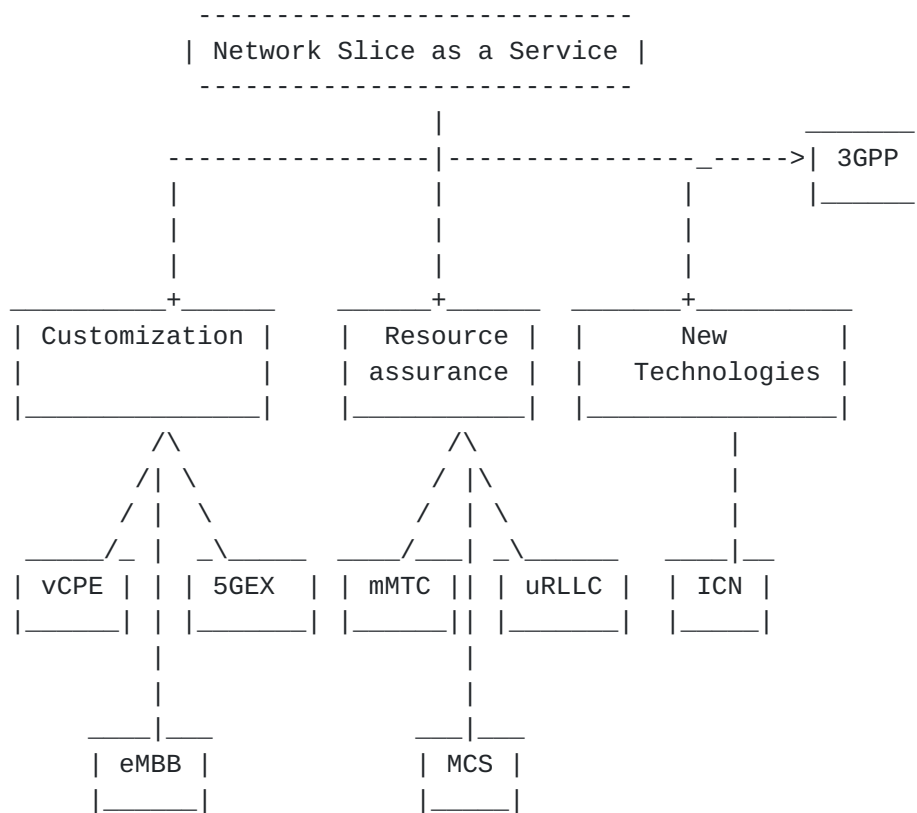 Network Slice as a Service
3GPP
Customization Resource New
assurance Technologies
vCPE 5GEX mMTC uRLLC ICN
eMBB MCS